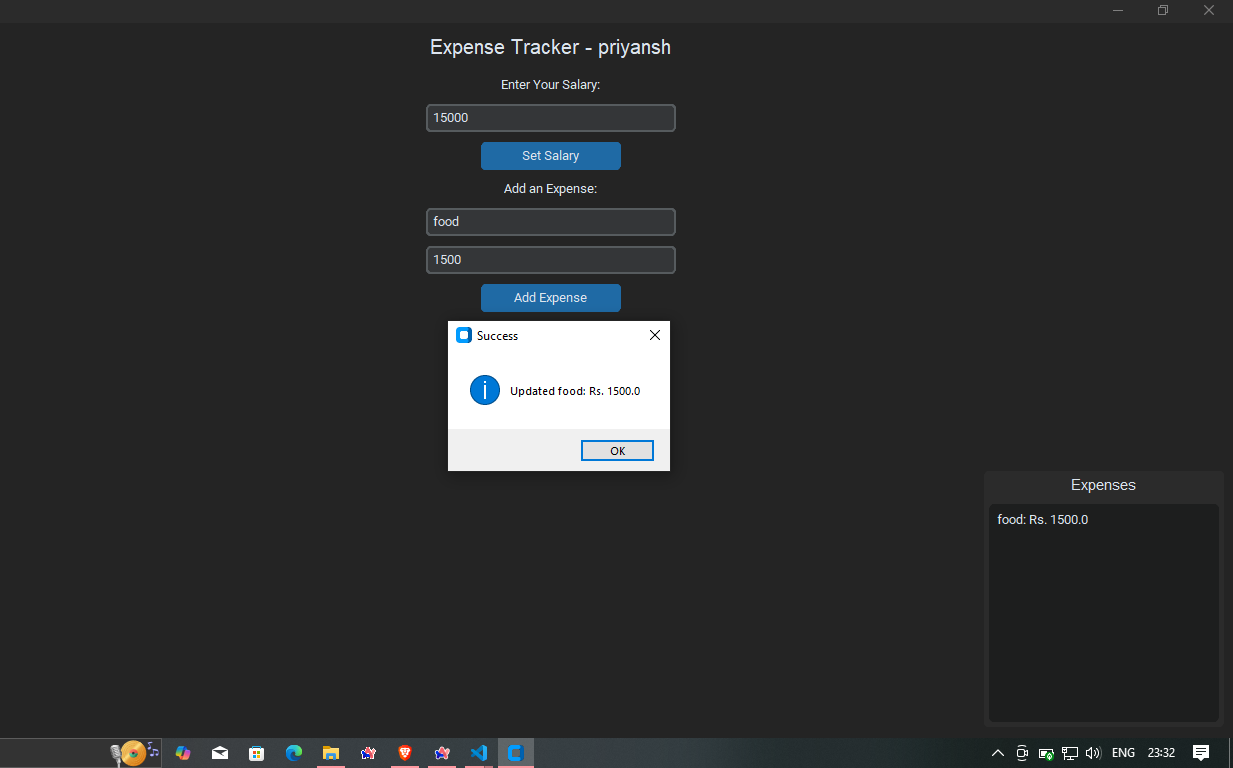 Expense Tracker - priyansh
Enter Your Salary:
15000
Set Salary
Add an Expense:
food
1500
Add Expense
Success
Updated food: Rs. 1500.0
OK
Expenses
food: Rs. 1500.0
ENG 23:32